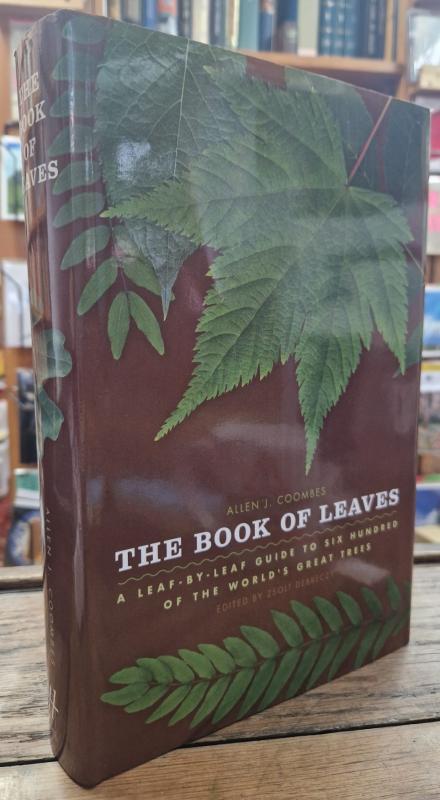 THE
BOOK
OF
LEAVES
ALLEN J. COOMBES
ALLEN J. COOMBES
THE BOOK OF LEAVES
A LEAF-BY-LEAF GUIDE TO SIX HUNDRED
OF THE WORLD'S GREAT TREES
EDITED BY ZSOLT DEBRECZY